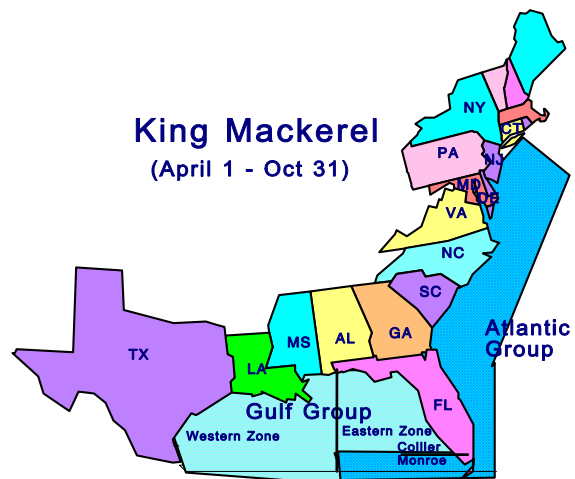 King Mackerel
(April 1 - Oct 31)
NY
CT
PA
NJ
MD
DE
VA
NC
SC
TX
LA
MS
AL
GA
FL
Atlantic
Group
Gulf Group
Western Zone
Eastern Zone
Collier
Monroe